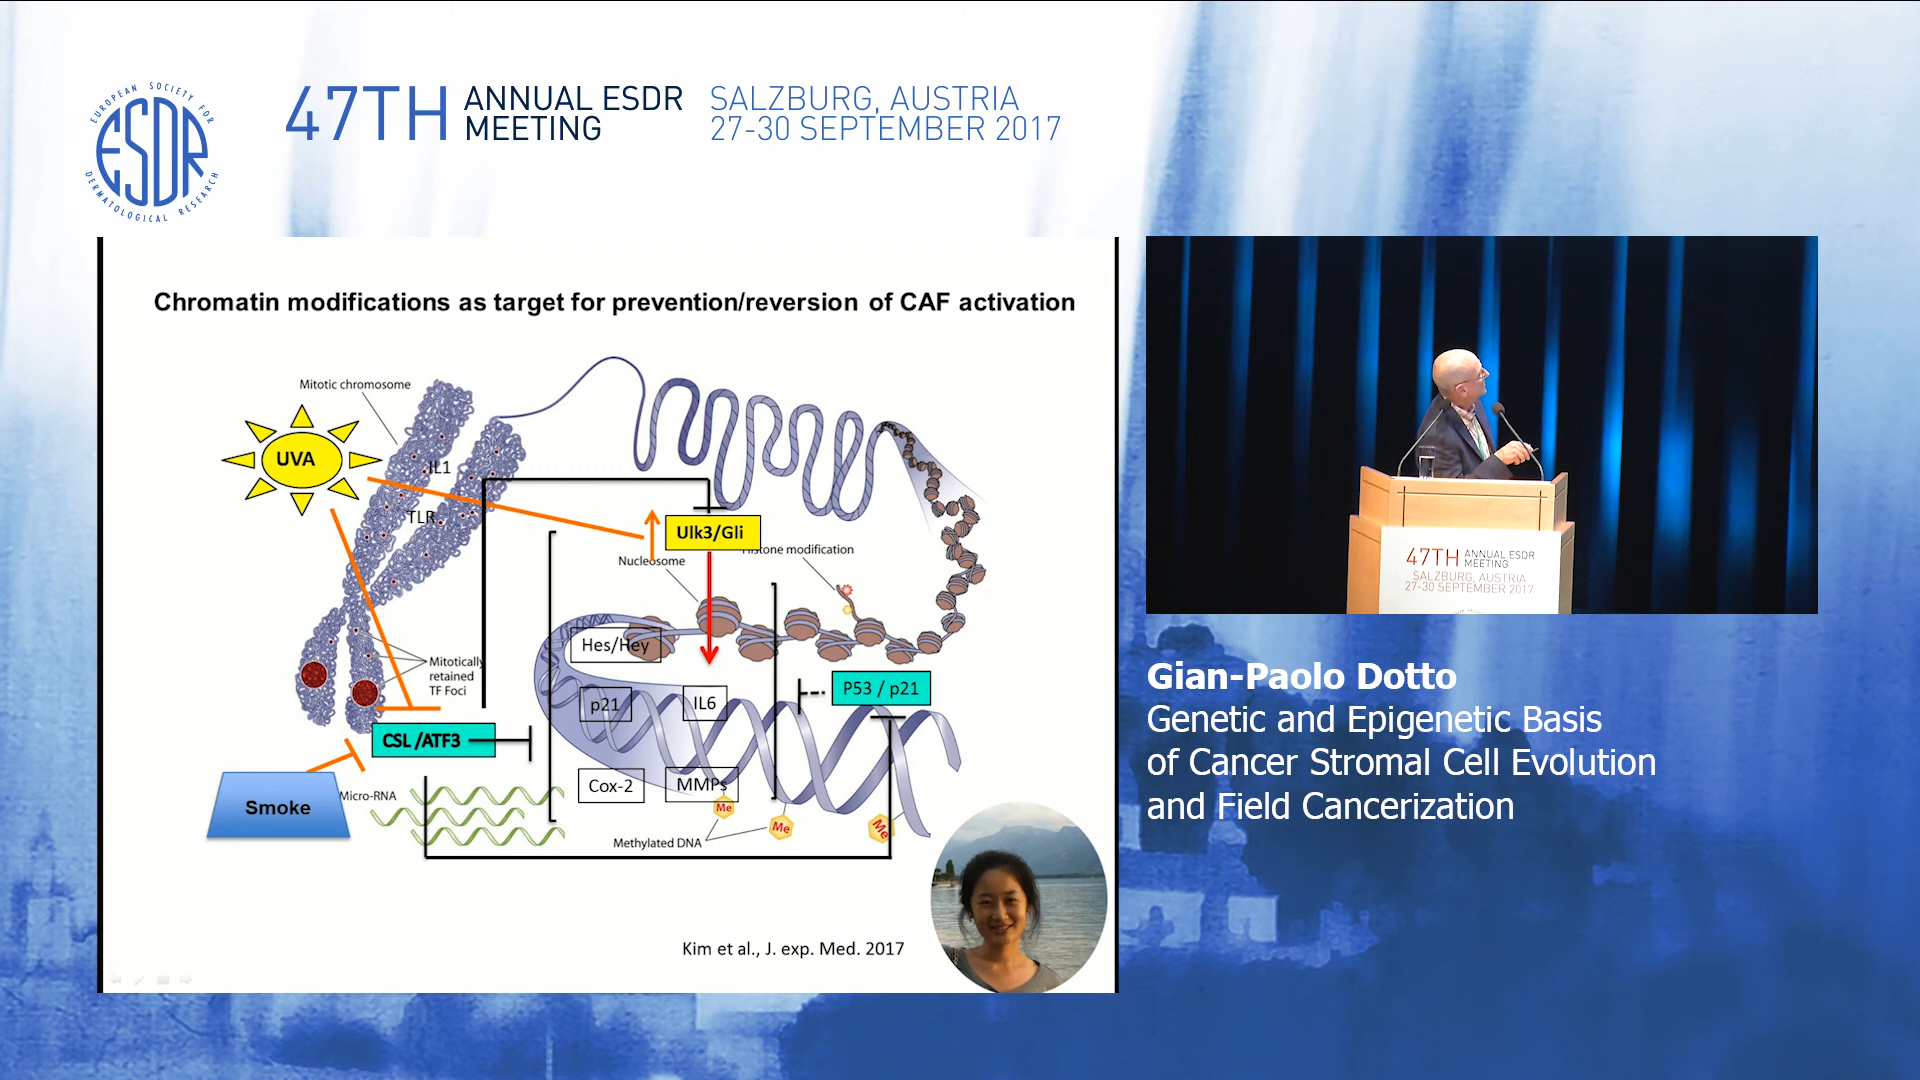 EUROPEAN SOCIETY FOR
ESDR
DERMATOLOGICAL RESEARCH
47TH ANNUAL ESDR MEETING
SALZBURG, AUSTRIA
27-30 SEPTEMBER 2017
Chromatin modifications as target for prevention/reversion of CAF activation
Mitotic chromosome
UVA
IL1
TLR
Ulk3/Gli
Histone modification
Nucleosome
Hes/Hey
Mitotically
retained
TF Foci
P53 / p21
p21
IL6
CSL /ATF3
Cox-2
MMPs
Smoke
Micro-RNA
Me
Me
Me
Methylated DNA
Kim et al., J. exp. Med. 2017
47TH ANNUAL ESDR MEETING
SALZBURG, AUSTRIA
27-30 SEPTEMBER 2017
Gian-Paolo Dotto
Genetic and Epigenetic Basis
of Cancer Stromal Cell Evolution
and Field Cancerization